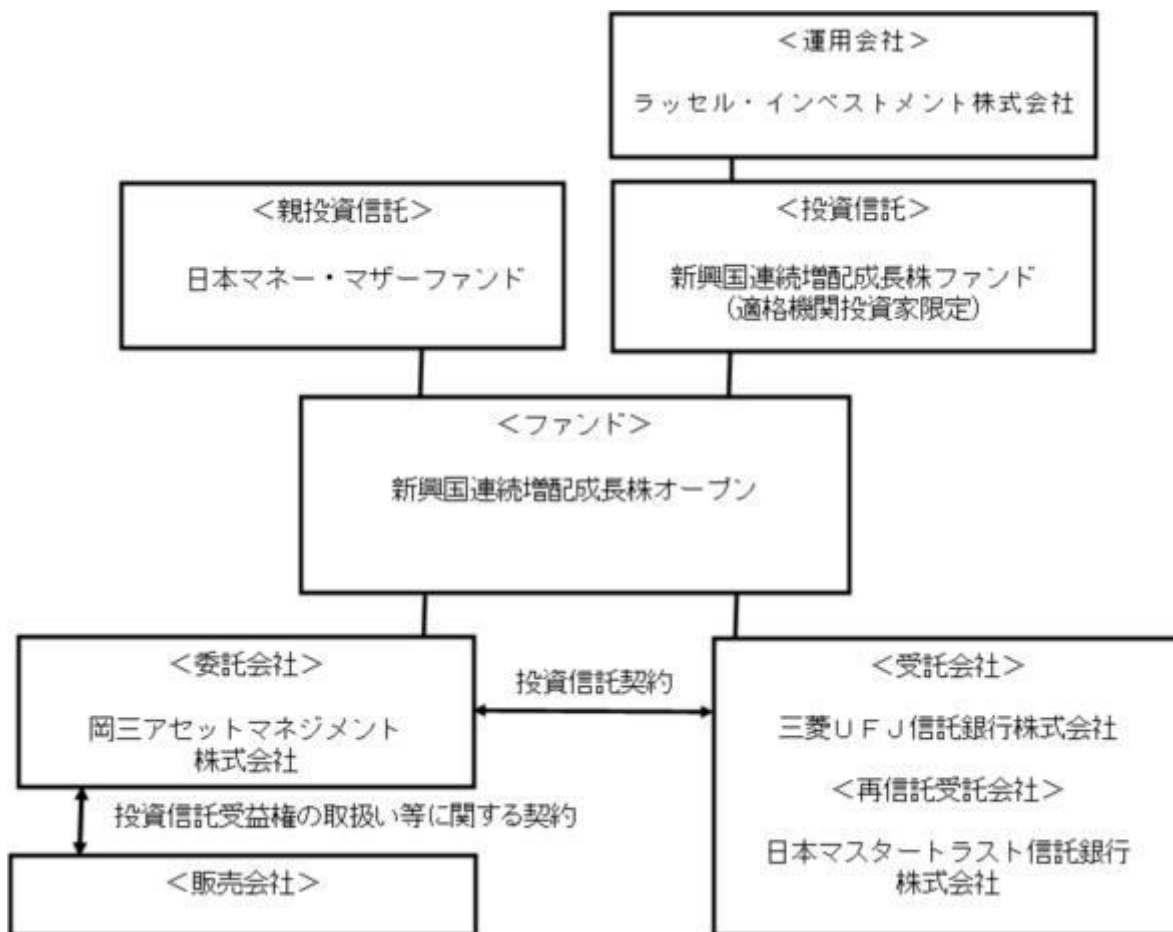 ＜運用会社＞
ラッセル・インベストメント株式会社
＜親投資信託＞
日本マネー・マザーファンド
＜投資信託＞
新興国連続増配成長株ファンド
（適格機関投資家限定）
＜ファンド＞
新興国連続増配成長株オープン
＜委託会社＞
岡三アセットマネジメント
株式会社
投資信託契約
＜受託会社＞
三菱ＵＦＪ信託銀行株式会社
＜再信託受託会社＞
日本マスタートラスト信託銀行
株式会社
投資信託受益権の取扱い等に関する契約
＜販売会社＞